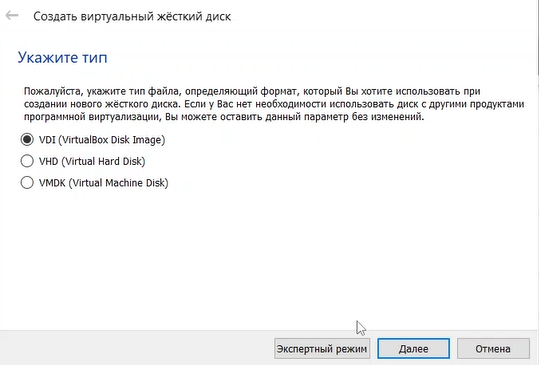 Создать виртуальный жёсткий диск
Укажите тип
Пожалуйста, укажите тип файла, определяющий формат, который Вы хотите использовать при
создании нового жёсткого диска. Если у Вас нет необходимости использовать диск с другими продуктами
программной виртуализации, Вы можете оставить данный параметр без изменений.
VDI (VirtualBox Disk Image)
VHD (Virtual Hard Disk)
VMDK (Virtual Machine Disk)
Экспертный режим Далее Отмена